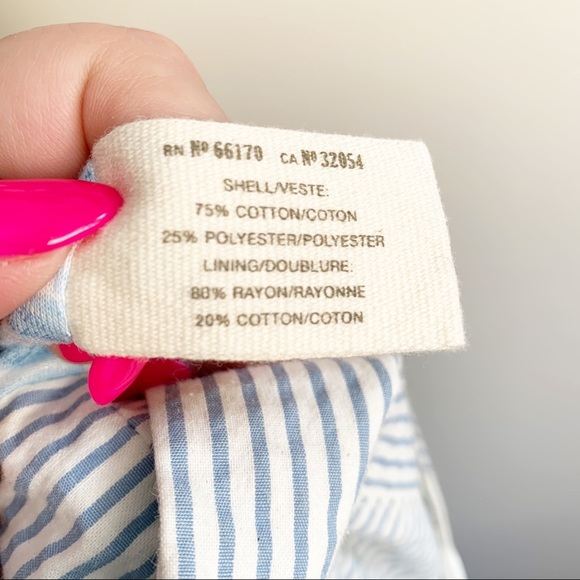 RN Nº 66170 CA Nº 32054
SHELL/VESTE:
75% COTTON/COTON
25% POLYESTER/POLYESTER
LINING/DOUBLURE:
80% RAYON/RAYONNE
20% COTTON/COTON